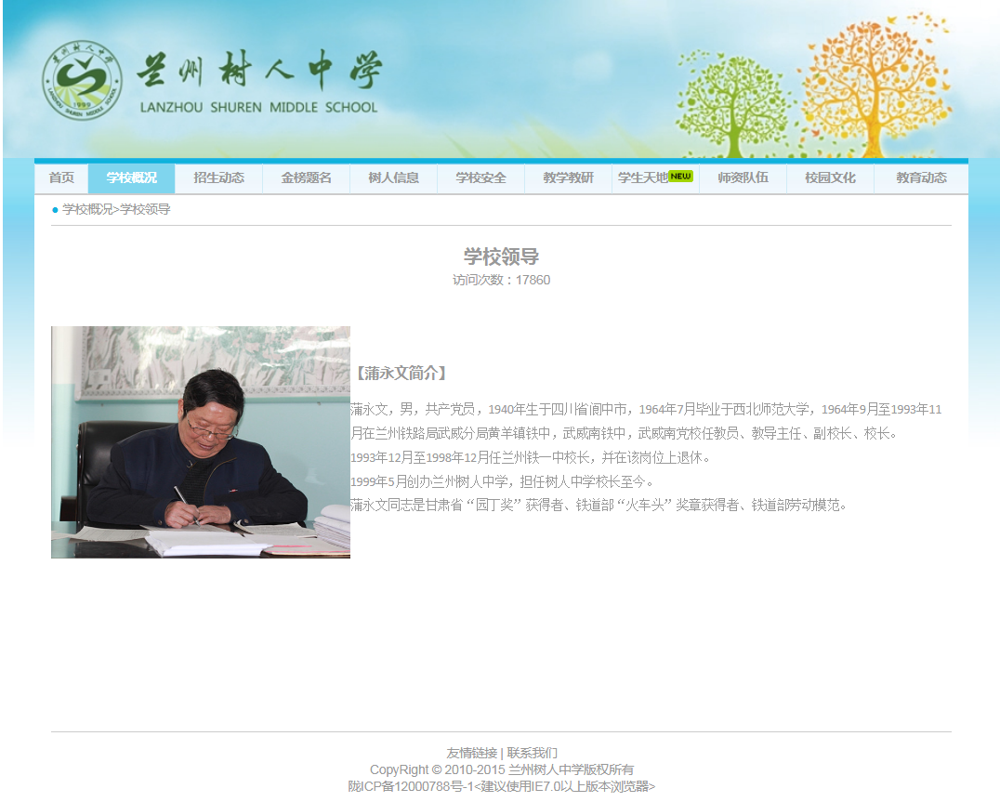 兰州树人中学
LANZHOU SHUREN MIDDLE SCHOOL
兰州树人中学
1999
LANZHOU SHUREN MIDDLE SCHOOL
首页 学校概况 招生动态 金榜题名 树人信息 学校安全 教学教研 学生天地 NEW 师资队伍 校园文化 教育动态
学校概况>学校领导
学校领导
访问次数：17860
【蒲永文简介】
蒲永文，男，共产党员，1940年生于四川省阆中市，1964年7月毕业于西北师范大学，1964年9月至1993年11
月在兰州铁路局武威分局黄羊镇铁中，武威南铁中，武威南党校任教员、教导主任、副校长、校长。
1993年12月至1998年12月任兰州铁一中校长，并在该岗位上退休。
1999年5月创办兰州树人中学，担任树人中学校长至今。
蒲永文同志是甘肃省“园丁奖”获得者、铁道部“火车头”奖章获得者、铁道部劳动模范。
友情链接 | 联系我们
CopyRight © 2010-2015 兰州树人中学版权所有
陇ICP备12000788号-1<建议使用IE7.0以上版本浏览器>